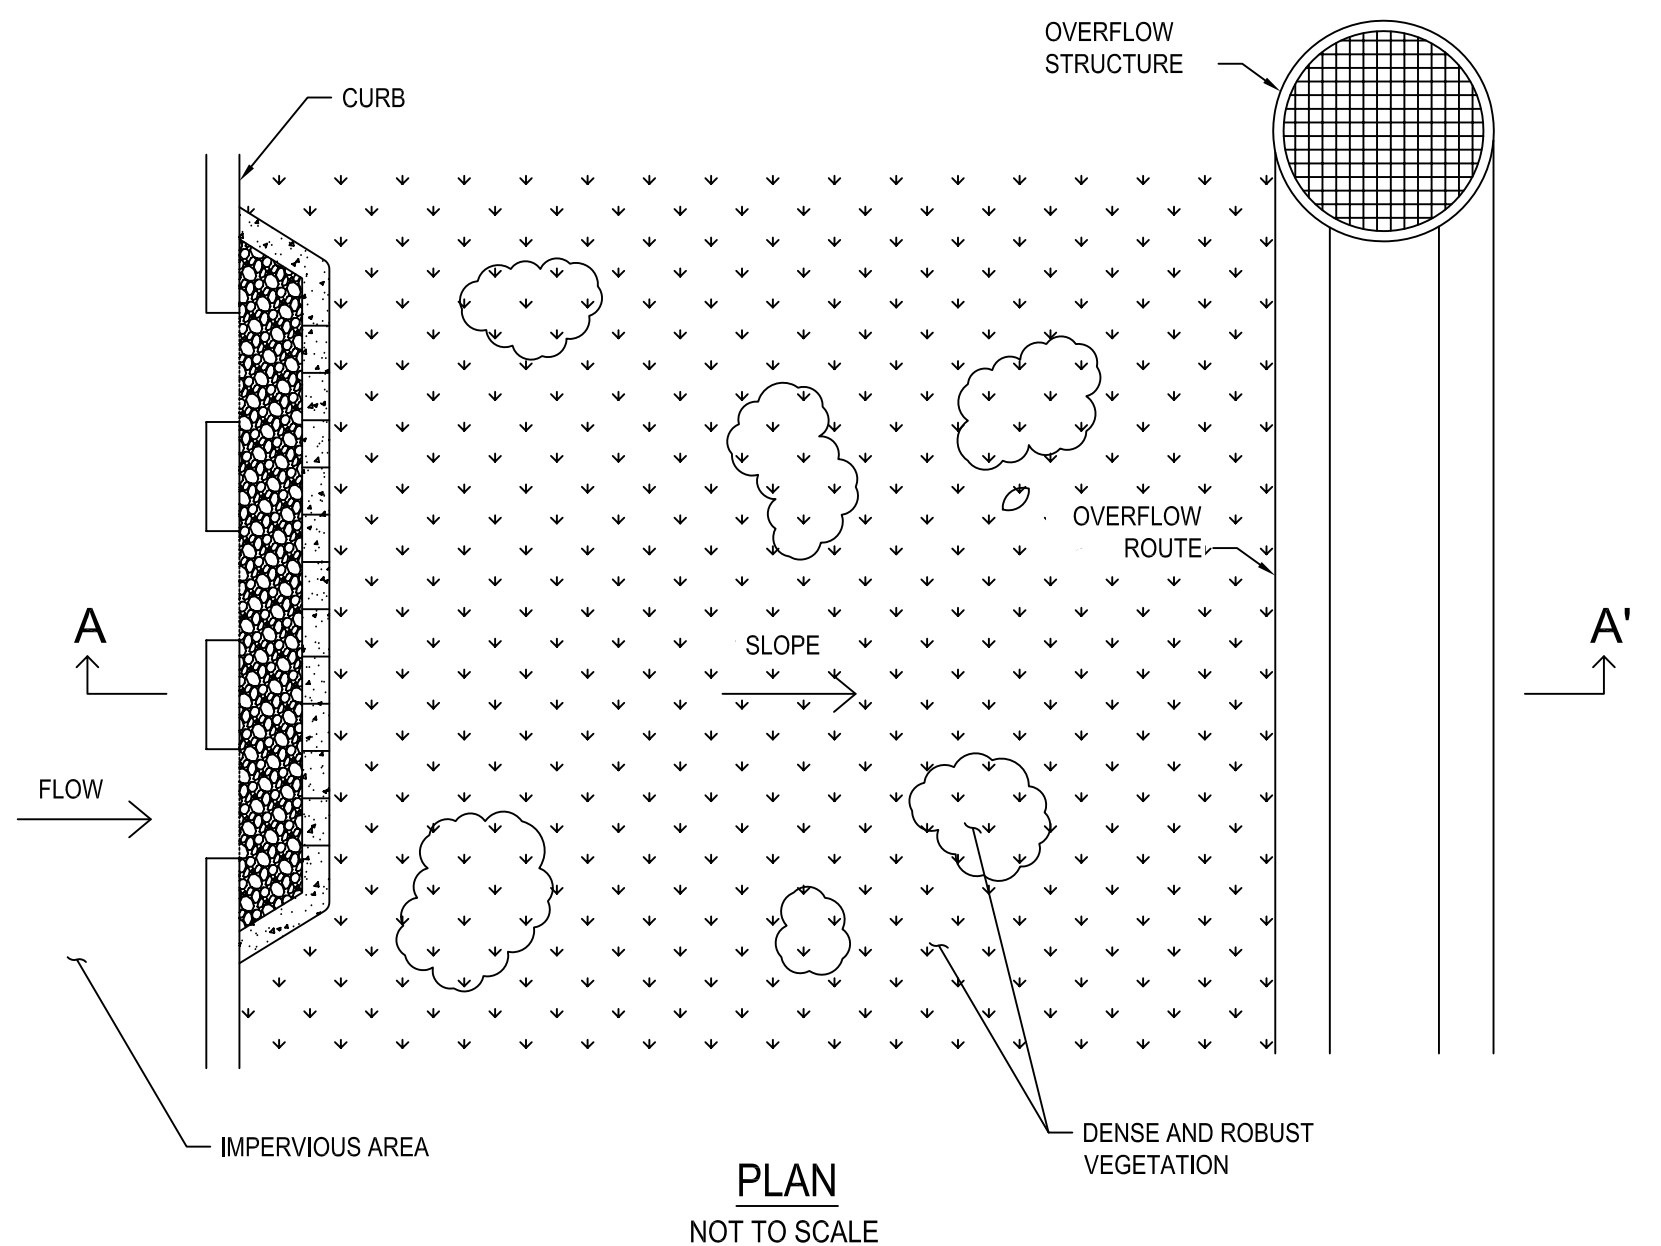 OVERFLOW
STRUCTURE
CURB
OVERFLOW
ROUTE
A
A'
SLOPE
FLOW
IMPERVIOUS AREA
DENSE AND ROBUST
VEGETATION
PLAN
NOT TO SCALE